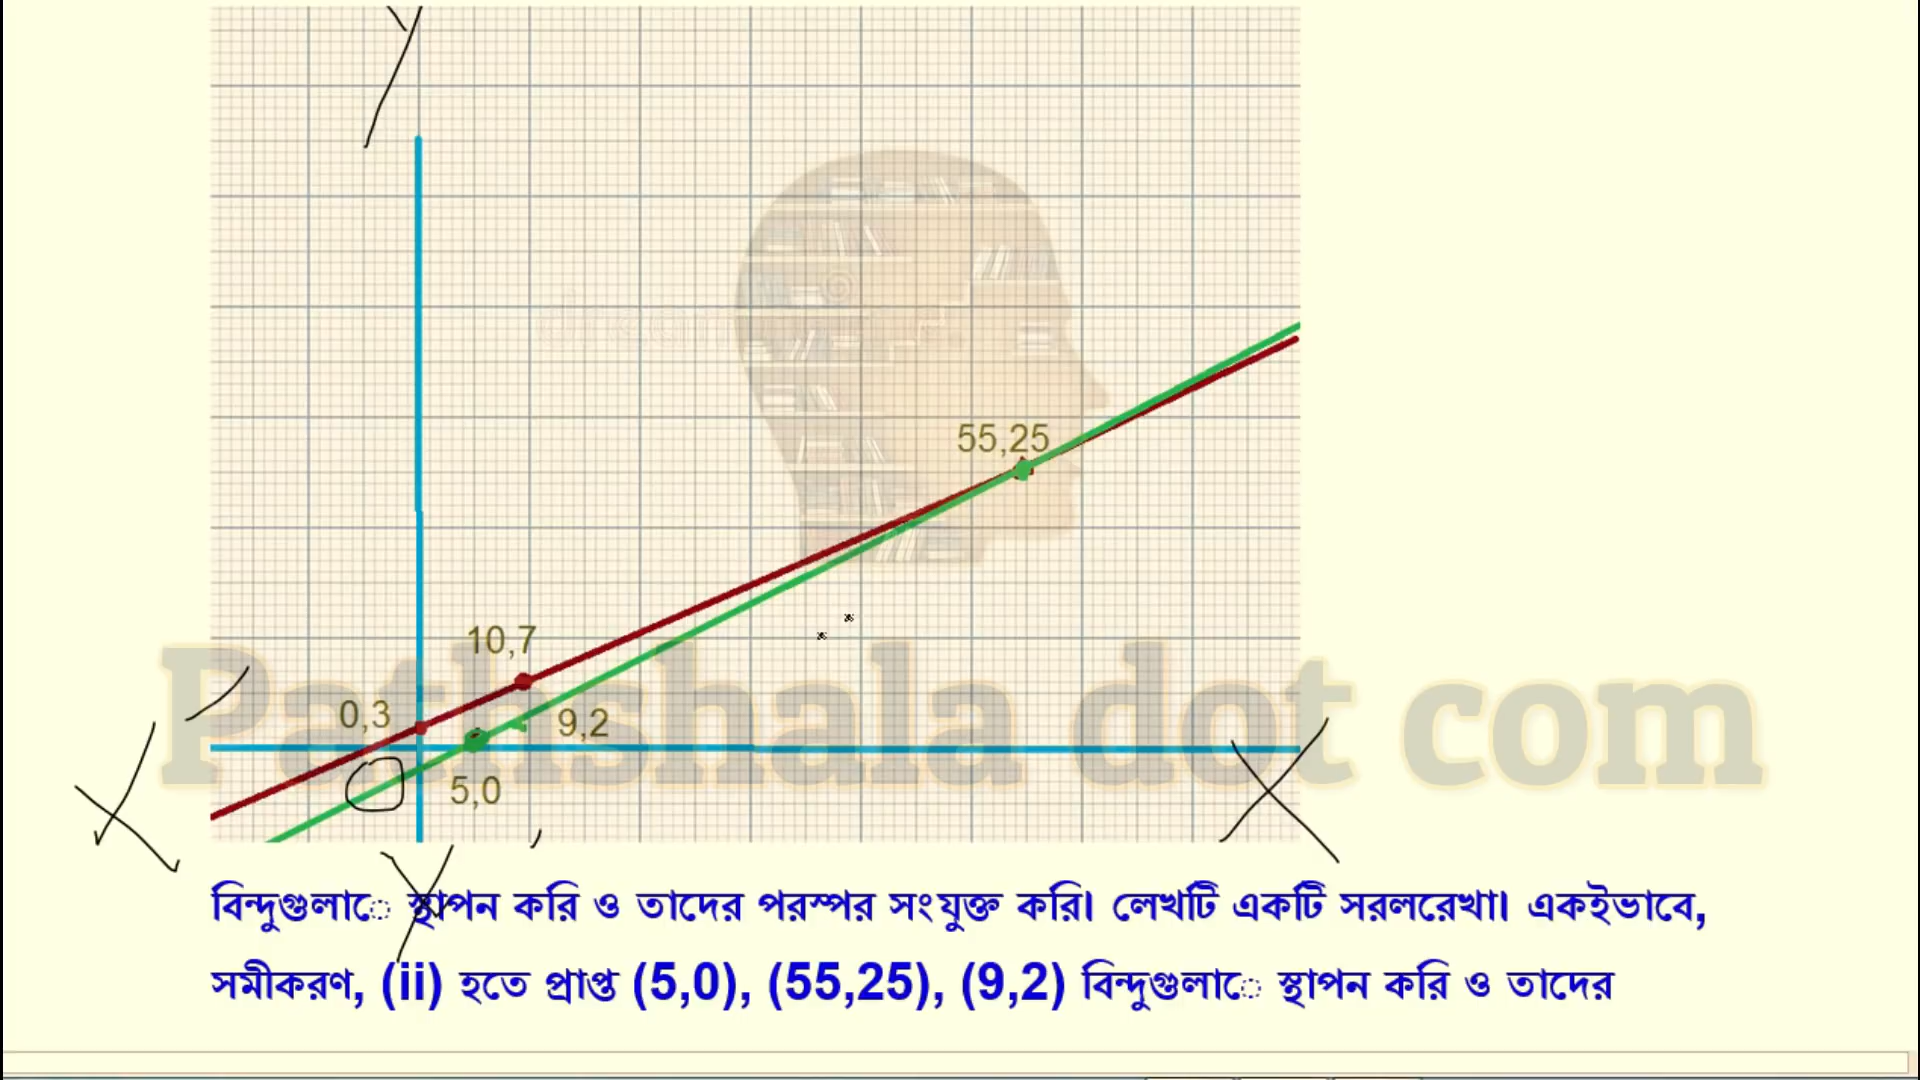 Y
55,25
10,7
0,3
9,2
5,0
X'
X
Y'
Pathshala dot com
বিন্দুগুলাে স্থাপন করি ও তাদের পরস্পর সংযুক্ত করি। লেখটি একটি সরলরেখা। একইভাবে,
সমীকরণ, (ii) হতে প্রাপ্ত (5,0), (55,25), (9,2) বিন্দুগুলাে স্থাপন করি ও তাদের